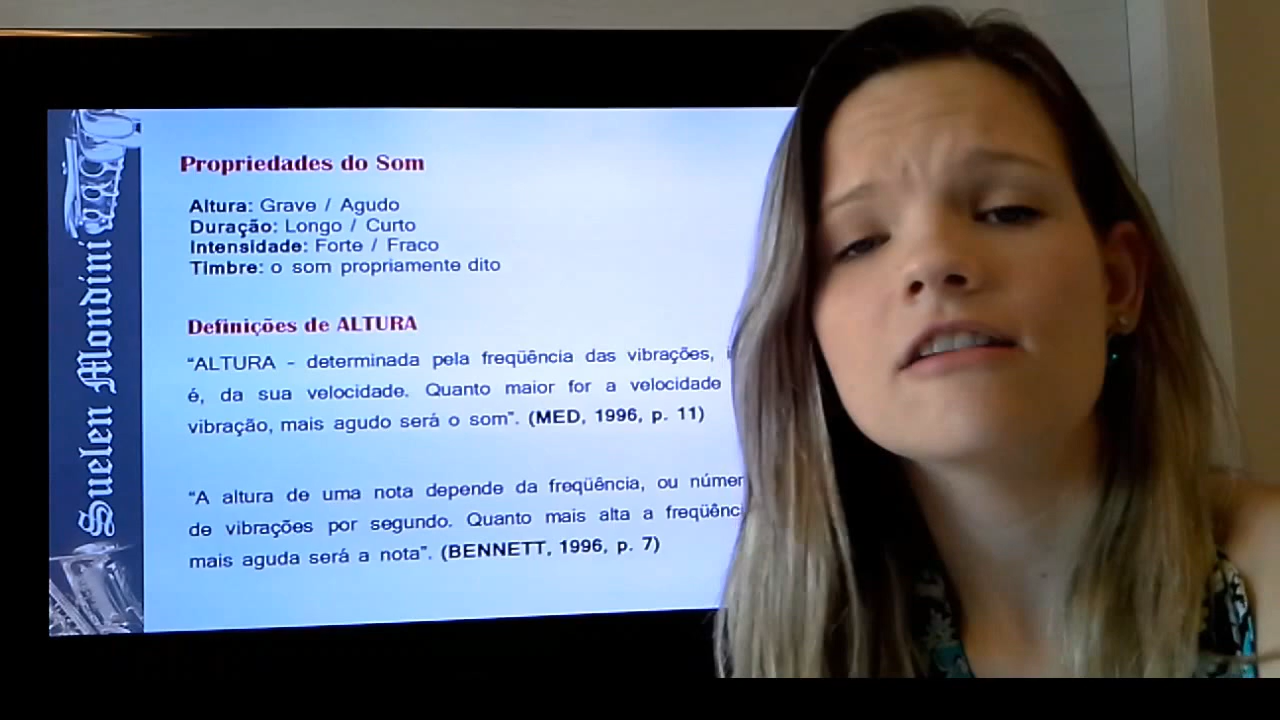 Suelen Mondini
Propriedades do Som
Altura: Grave / Agudo
Duração: Longo / Curto
Intensidade: Forte / Fraco
Timbre: o som propriamente dito
Definições de ALTURA
“ALTURA - determinada pela freqüência das vibrações,
é, da sua velocidade. Quanto maior for a velocidade
vibração, mais agudo será o som”. (MED, 1996, p. 11)
“A altura de uma nota depende da freqüência, ou númer
de vibrações por segundo. Quanto mais alta a freqüênci
mais aguda será a nota”. (BENNETT, 1996, p. 7)